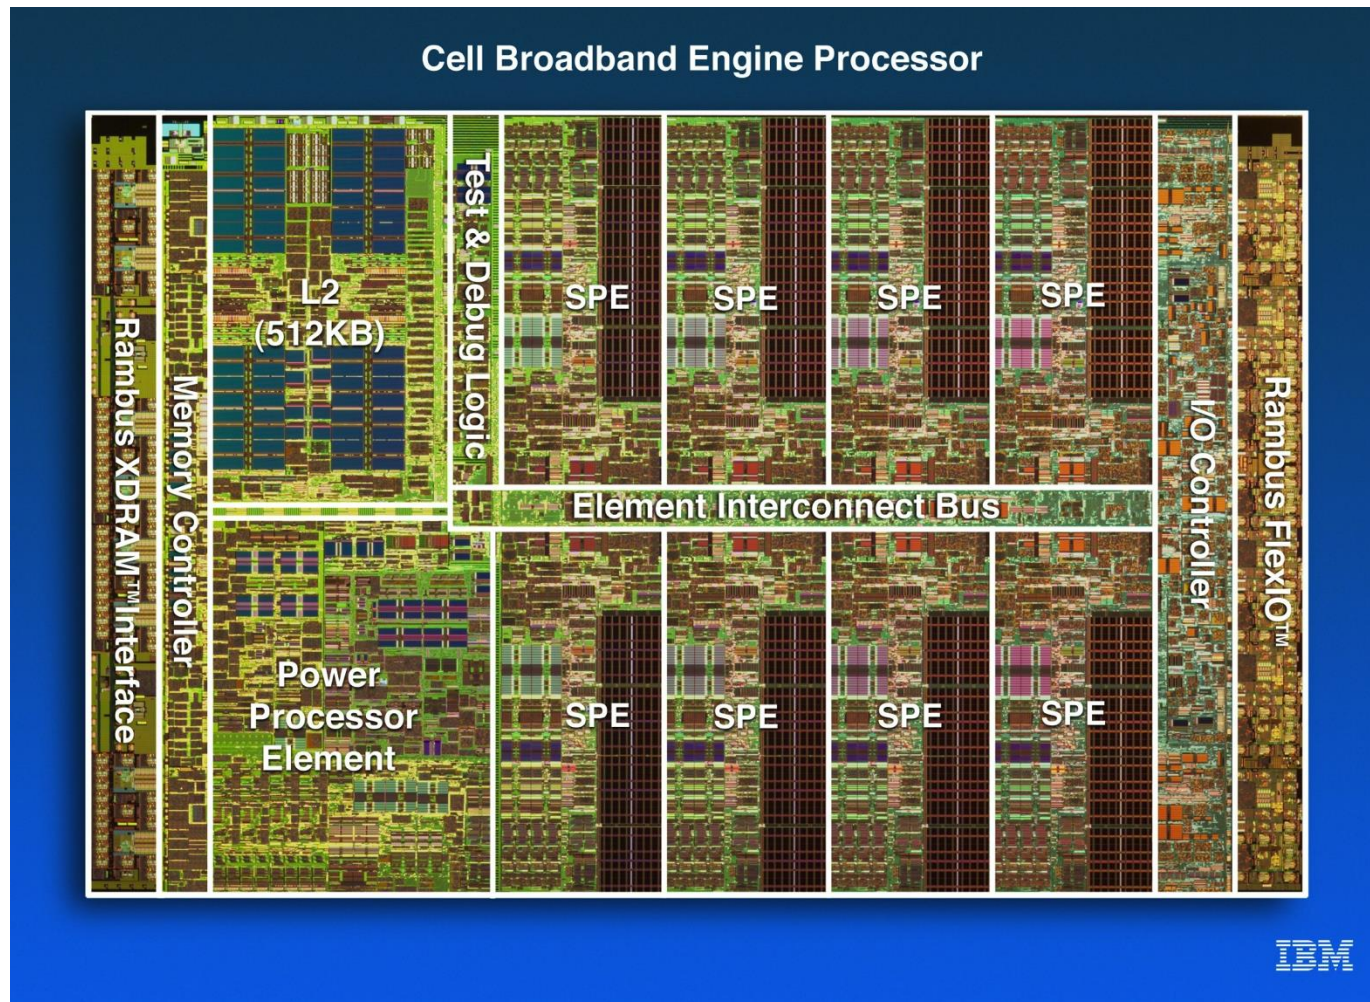 Cell Broadband Engine Processor
Rambus XDRAM™ Interface
Memory Controller
L2
(512KB)
Test & Debug Logic
SPE
SPE
SPE
SPE
I/O Controller
Rambus FlexIO™
Element Interconnect Bus
Power
Processor
Element
SPE
SPE
SPE
SPE
IBM